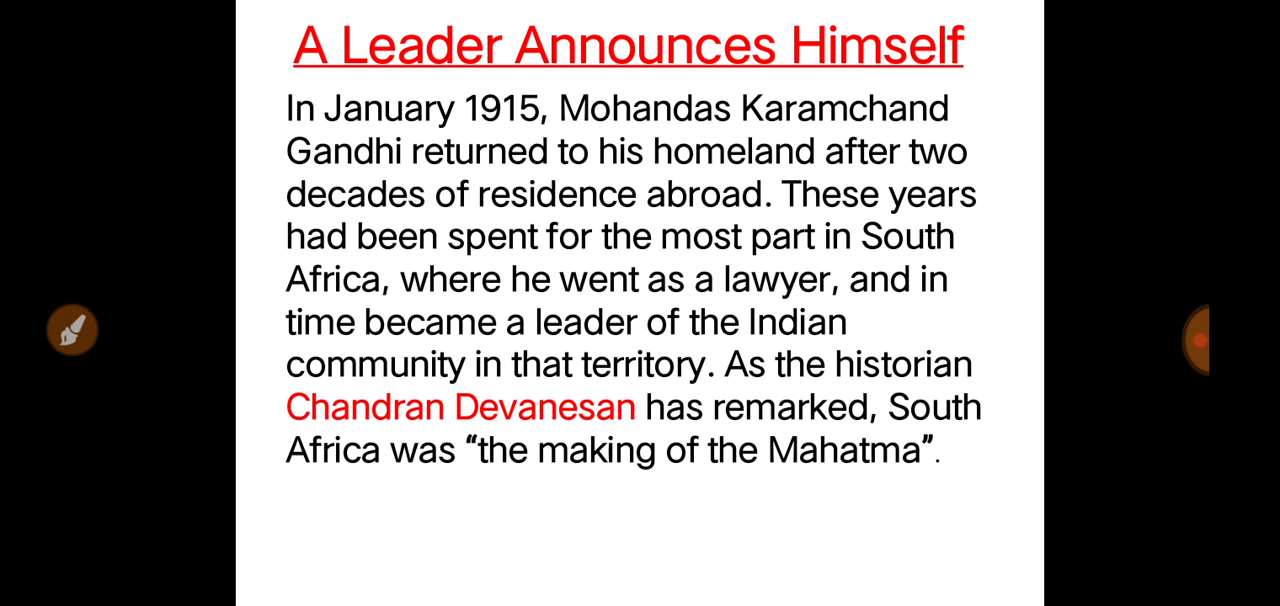 A Leader Announces Himself
In January 1915, Mohandas Karamchand
Gandhi returned to his homeland after two
decades of residence abroad. These years
had been spent for the most part in South
Africa, where he went as a lawyer, and in
time became a leader of the Indian
community in that territory. As the historian
Chandran Devanesan has remarked, South
Africa was “the making of the Mahatma”.